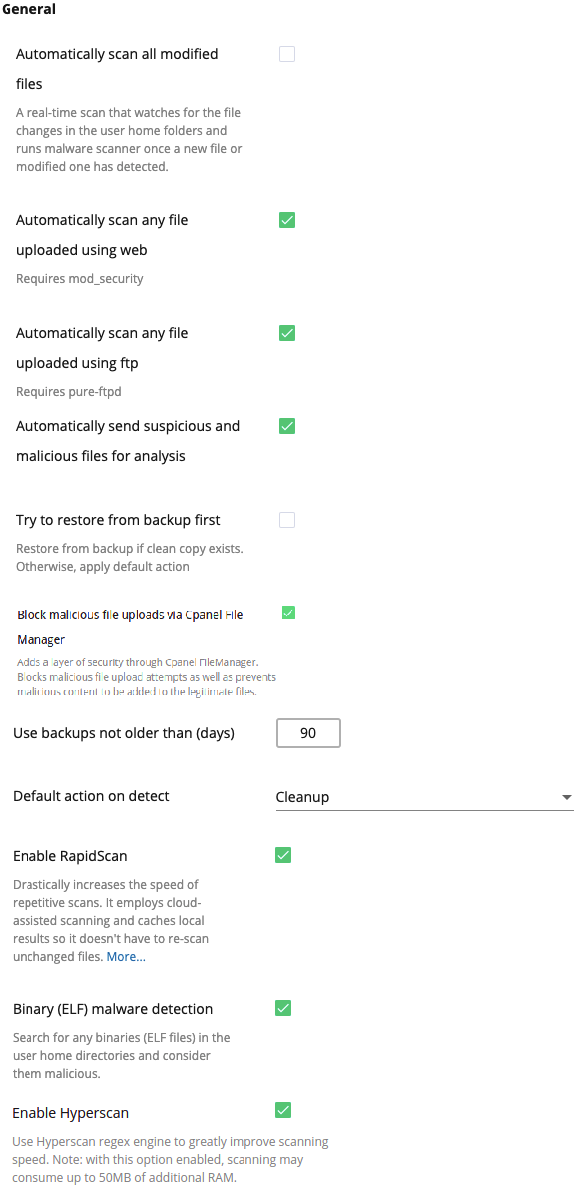 General
Automatically scan all modified
files
A real-time scan that watches for the file
changes in the user home folders and
runs malware scanner once a new file or
modified one has detected.
Automatically scan any file
uploaded using web
Requires mod_security
Automatically scan any file
uploaded using ftp
Requires pure-ftpd
Automatically send suspicious and
malicious files for analysis
Try to restore from backup first
Restore from backup if clean copy exists.
Otherwise, apply default action
Block malicious file uploads via Cpanel File
Manager
Adds a layer of security through Cpanel FileManager.
Blocks malicious file upload attempts as well as prevents
malicious content to be added to the legitimate files.
Use backups not older than (days) 90
Default action on detect Cleanup
Enable RapidScan
Drastically increases the speed of
repetitive scans. It employs cloud-
assisted scanning and caches local
results so it doesn't have to re-scan
unchanged files. More...
Binary (ELF) malware detection
Search for any binaries (ELF files) in the
user home directories and consider
them malicious.
Enable Hyperscan
Use Hyperscan regex engine to greatly improve scanning
speed. Note: with this option enabled, scanning may
consume up to 50MB of additional RAM.